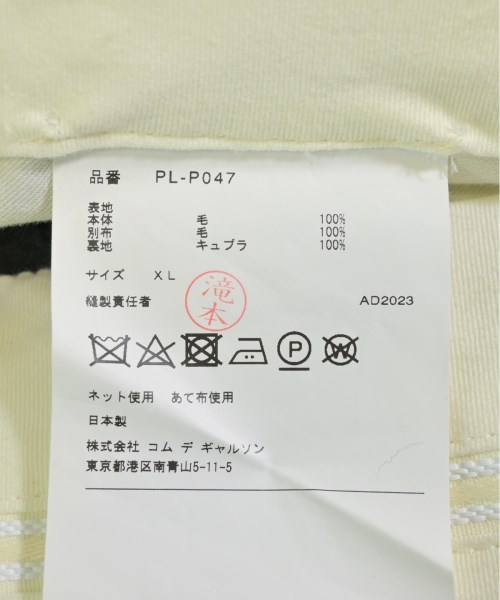 品番 PL-P047
表地
本体 毛 100%
別布 毛 100%
裏地 キュプラ 100%
サイズ XL
縫製責任者 滝本 AD2023
P W
ネット使用 あて布使用
日本製
株式会社 コム デ ギャルソン
東京都港区南青山5-11-5